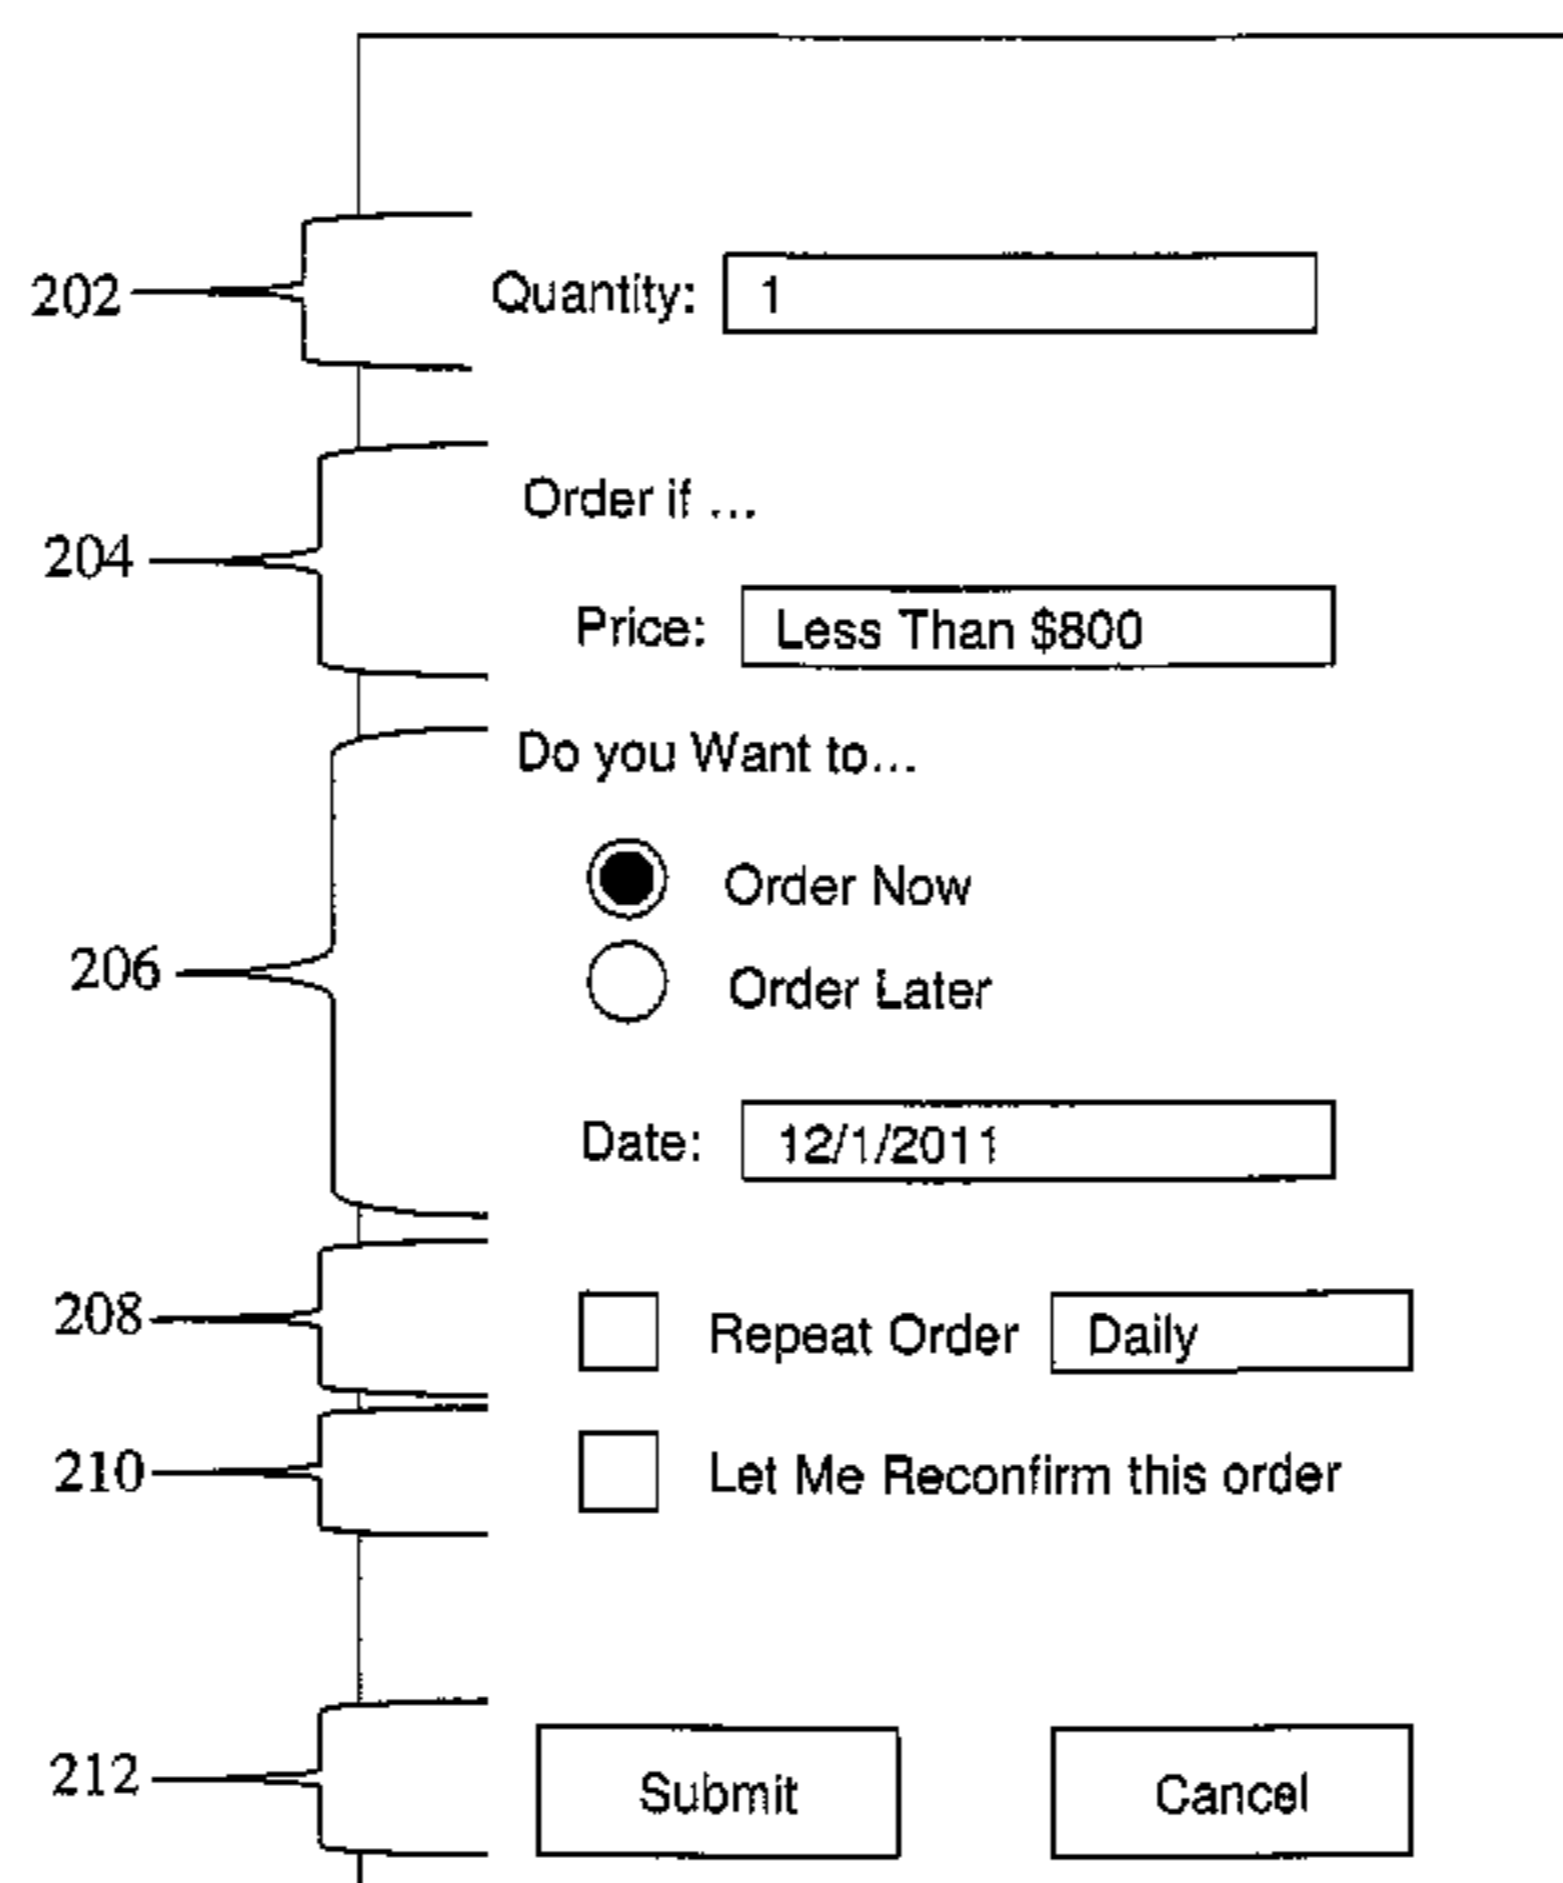 202 Quantity: 1
Order if ...
204
Price: Less Than $800
Do you Want to...
Order Now
206
Order Later
Date: 12/1/2011
208 Repeat Order Daily
210 Let Me Reconfirm this order
212 Submit Cancel